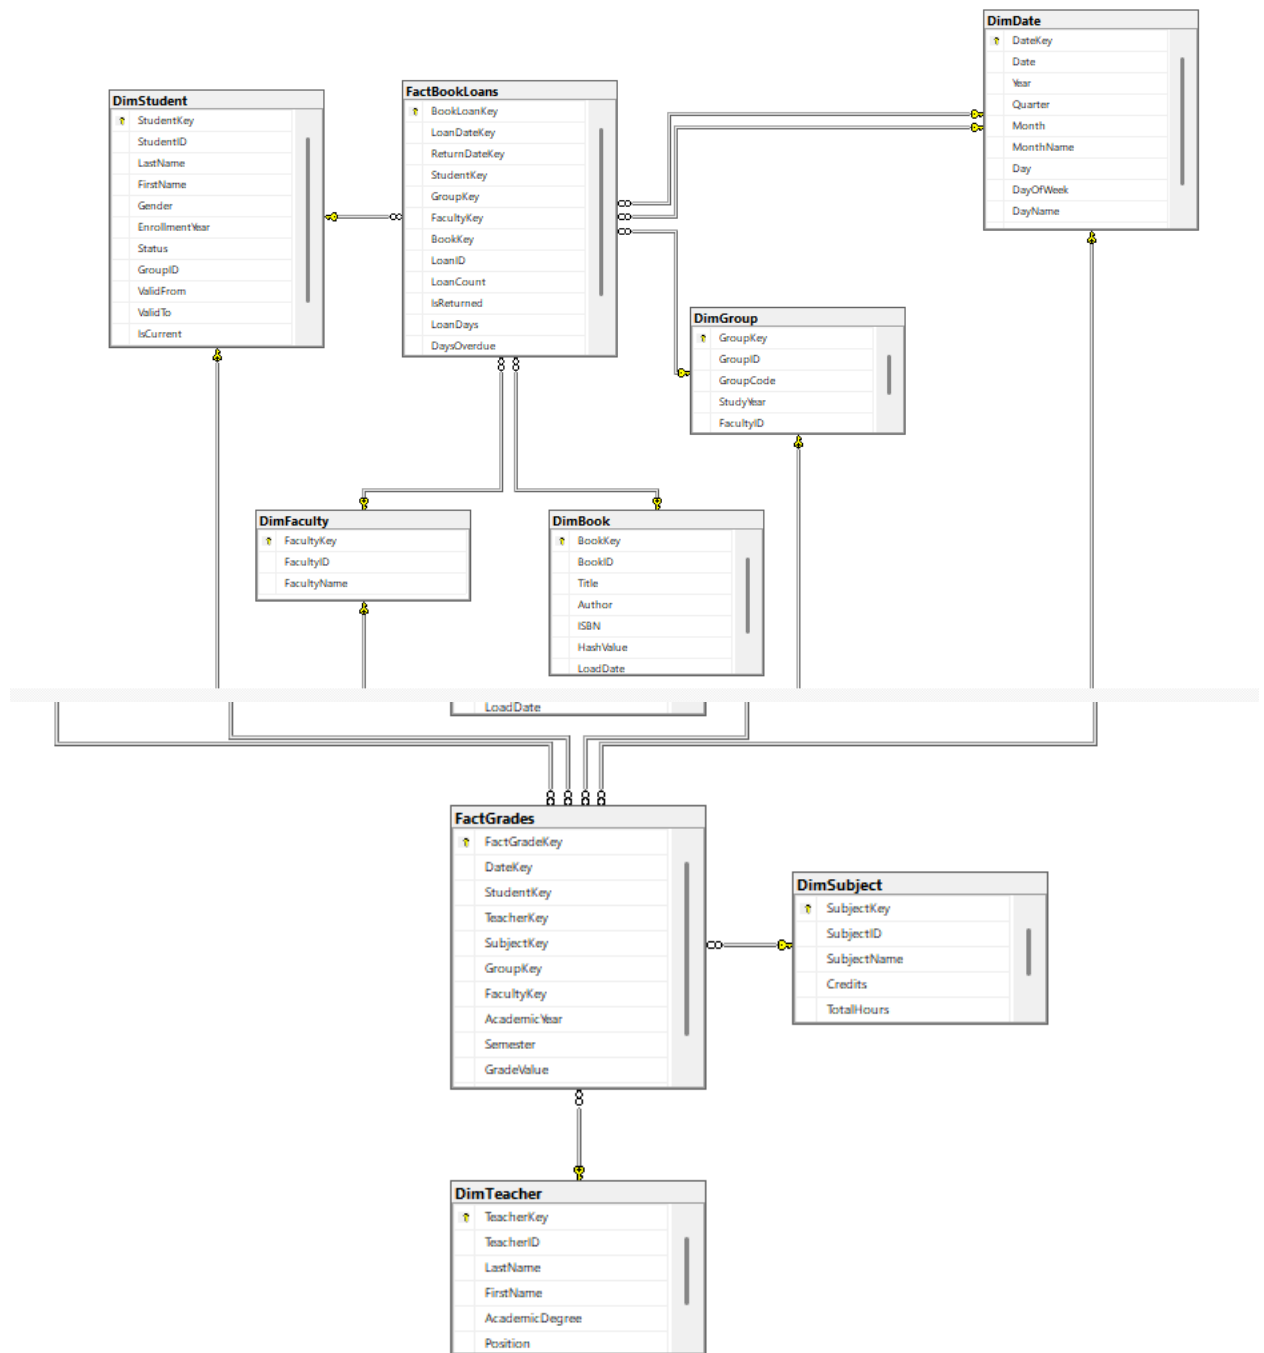 DimDate
DateKey
Date
Year
Quarter
Month
MonthName
Day
DayOfWeek
DayName
DimStudent
StudentKey
StudentID
LastName
FirstName
Gender
EnrollmentYear
Status
GroupID
ValidFrom
ValidTo
IsCurrent
FactBookLoans
BookLoanKey
LoanDateKey
ReturnDateKey
StudentKey
GroupKey
FacultyKey
BookKey
LoanID
LoanCount
IsReturned
LoanDays
DaysOverdue
DimGroup
GroupKey
GroupID
GroupCode
StudyYear
FacultyID
DimFaculty
FacultyKey
FacultyID
FacultyName
DimBook
BookKey
BookID
Title
Author
ISBN
HashValue
LoadDate
LoadDate
FactGrades
FactGradeKey
DateKey
StudentKey
TeacherKey
SubjectKey
GroupKey
FacultyKey
AcademicYear
Semester
GradeValue
DimSubject
SubjectKey
SubjectID
SubjectName
Credits
TotalHours
DimTeacher
TeacherKey
TeacherID
LastName
FirstName
AcademicDegree
Position